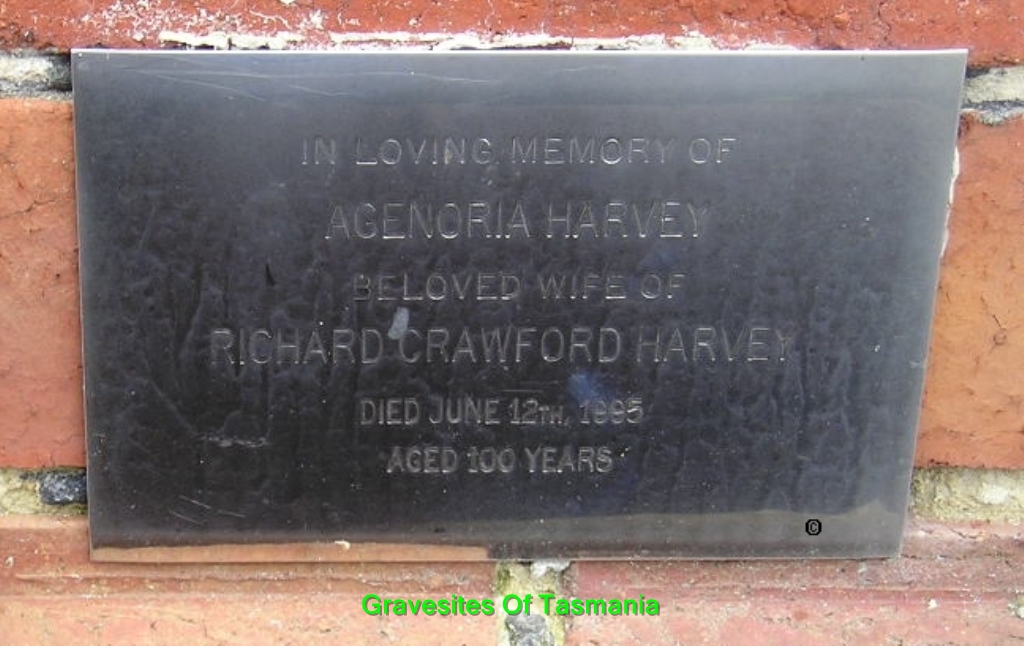 IN LOVING MEMORY OF
AGENORIA HARVEY
BELOVED WIFE OF
RICHARD CRAWFORD HARVEY
DIED JUNE 12TH, 1995
AGED 100 YEARS
©
Gravesites Of Tasmania